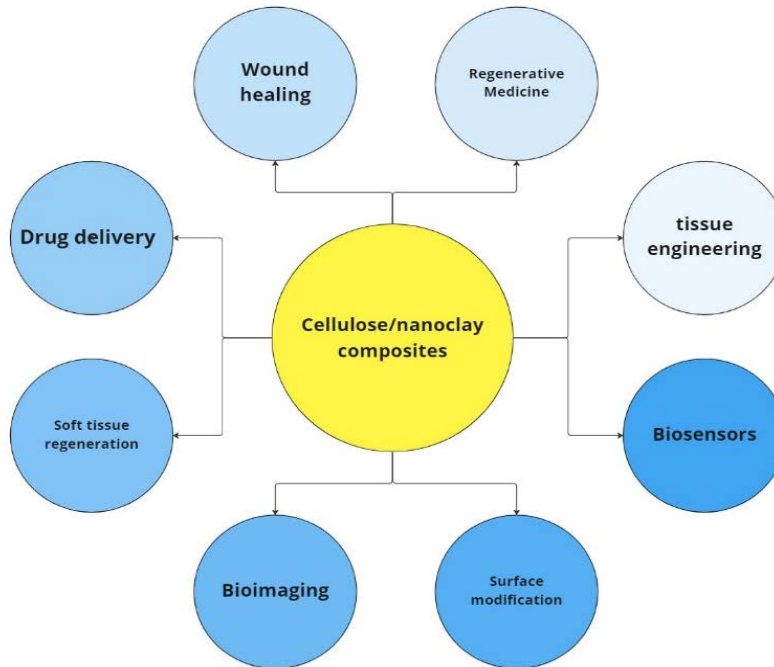 Wound
healing
Regenerative
Medicine
Drug delivery
tissue
engineering
Cellulose/nanoclay
composites
Soft tissue
regeneration
Biosensors
Bioimaging
Surface
modification